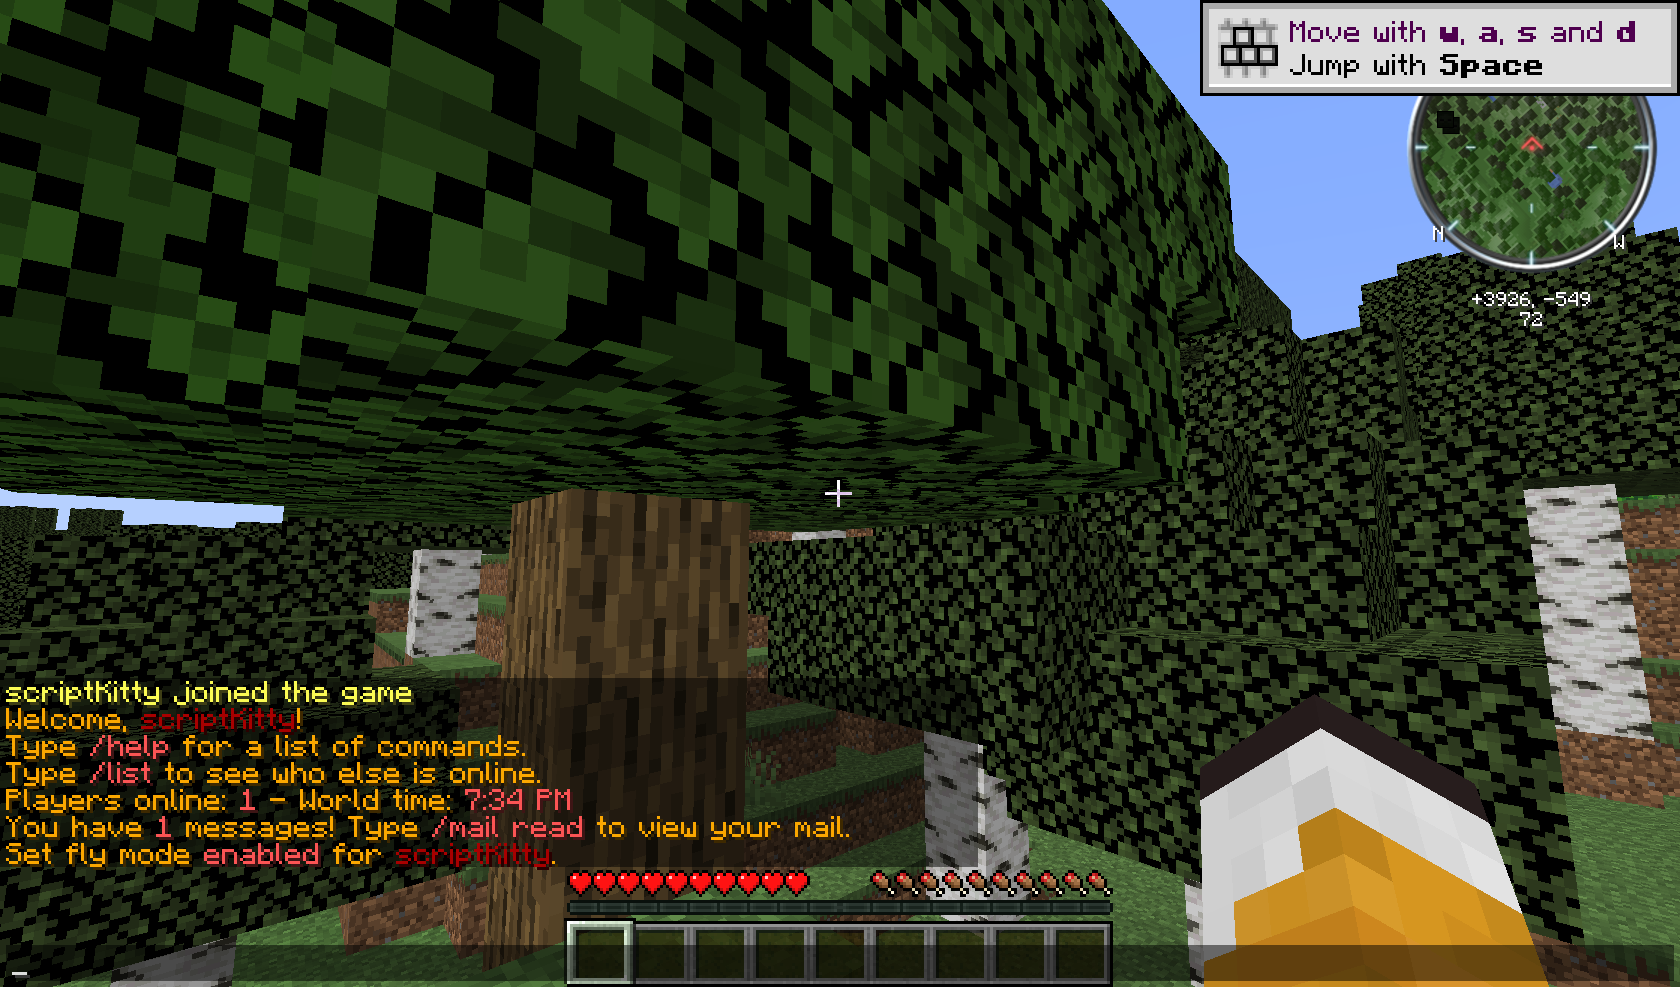 Move with w, a, s and d
Jump with Space
N
W
+3926, -549
72
scriptKitty joined the game
Welcome, scriptKitty!
Type /help for a list of commands.
Type /list to see who else is online.
Players online: 1 - World time: 7:34 PM
You have 1 messages! Type /mail read to view your mail.
Set fly mode enabled for scriptKitty.
_